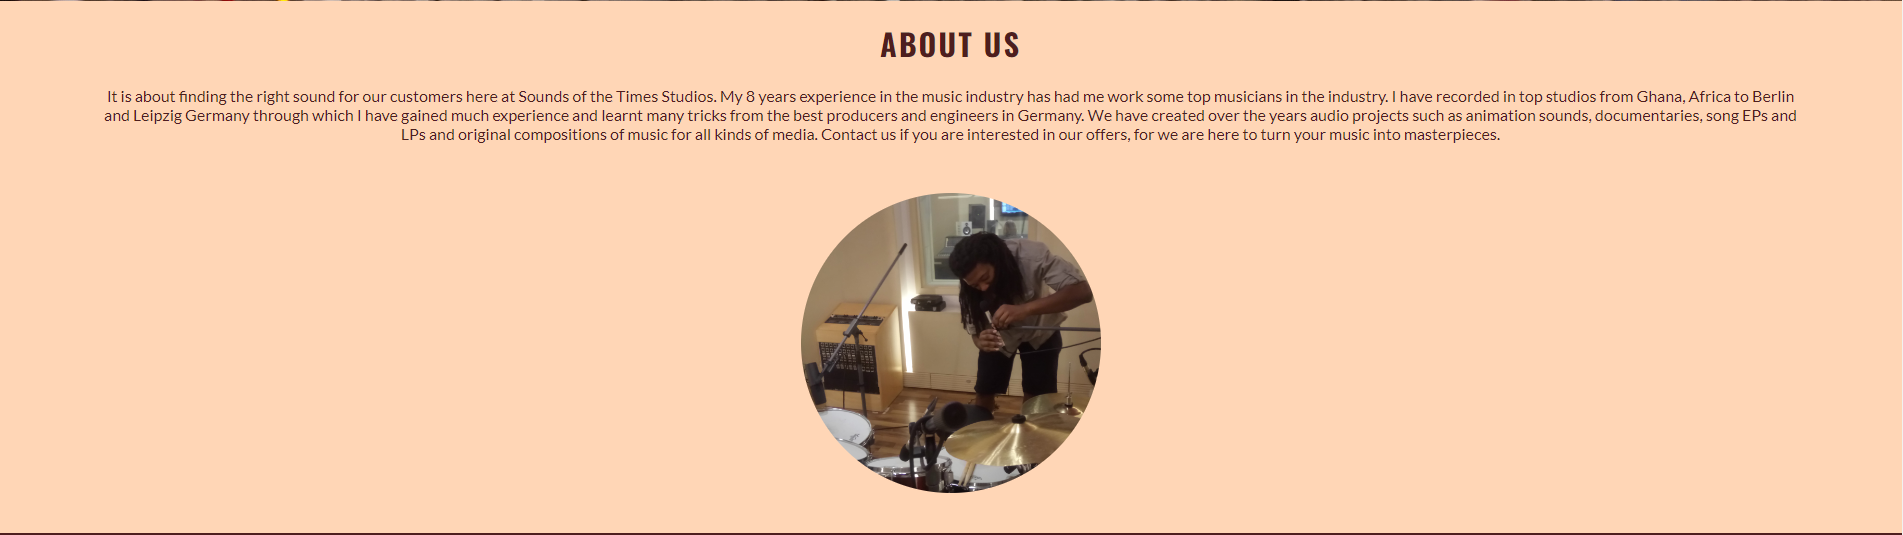 ABOUT US
It is about finding the right sound for our customers here at Sounds of the Times Studios. My 8 years experience in the music industry has had me work some top musicians in the industry. I have recorded in top studios from Ghana, Africa to Berlin
and Leipzig Germany through which I have gained much experience and learnt many tricks from the best producers and engineers in Germany. We have created over the years audio projects such as animation sounds, documentaries, song EPs and
LPs and original compositions of music for all kinds of media. Contact us if you are interested in our offers, for we are here to turn your music into masterpieces.